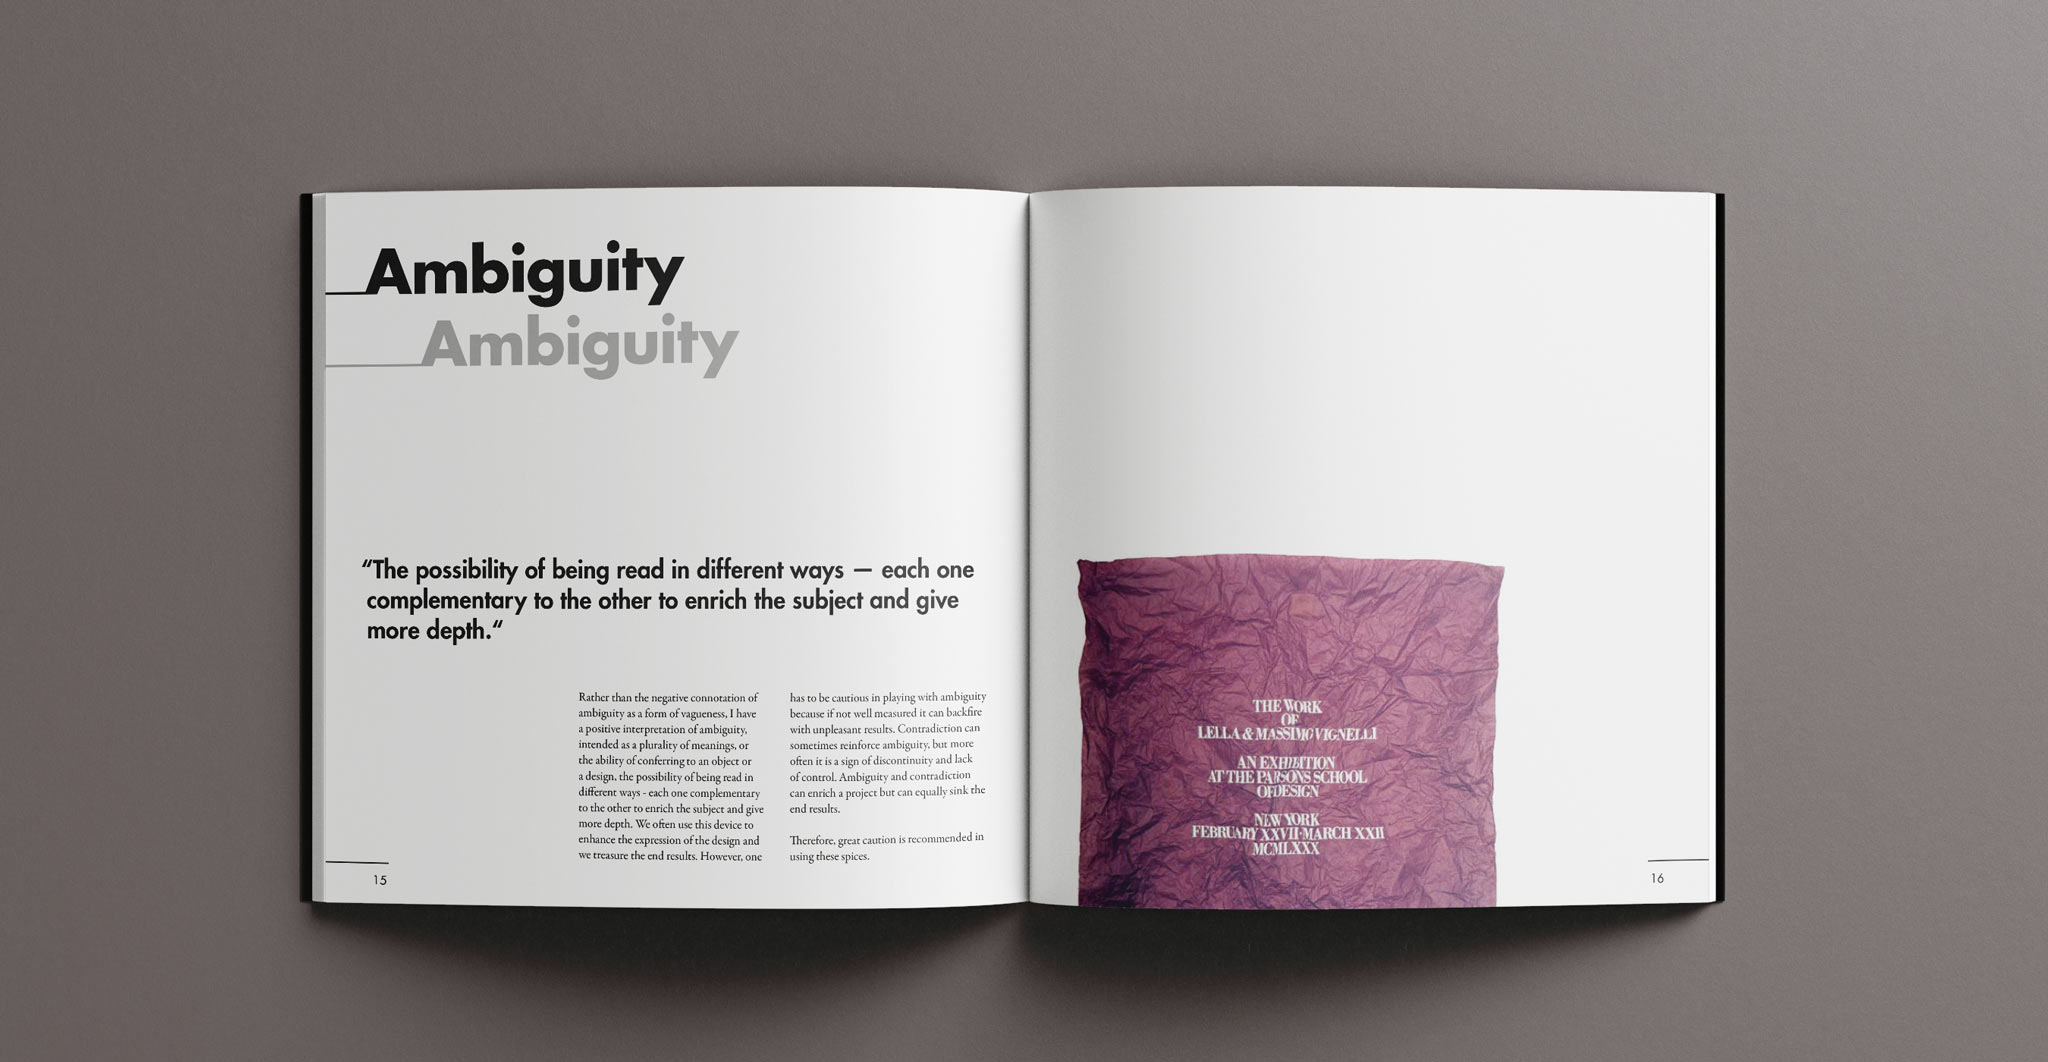 Ambiguity
Ambiguity
“The possibility of being read in different ways — each one
complementary to the other to enrich the subject and give
more depth.“
Rather than the negative connotation of
ambiguity as a form of vagueness, I have
a positive interpretation of ambiguity,
intended as a plurality of meanings, or
the ability of conferring to an object or
a design, the possibility of being read in
different ways - each one complementary
to the other to enrich the subject and give
more depth. We often use this device to
enhance the expression of the design and
we treasure the end results. However, one
has to be cautious in playing with ambiguity
because if not well measured it can backfire
with unpleasant results. Contradiction can
sometimes reinforce ambiguity, but more
often it is a sign of discontinuity and lack
of control. Ambiguity and contradiction
can enrich a project but can equally sink the
end results.
Therefore, great caution is recommended in
using these spices.
15
THE WORK
OF
LELLA & MASSIMO VIGNELLI
AN EXHIBITION
AT THE PARSONS SCHOOL
OF DESIGN
NEW YORK
FEBRUARY XXVII-MARCH XXII
MCMLXXX
16